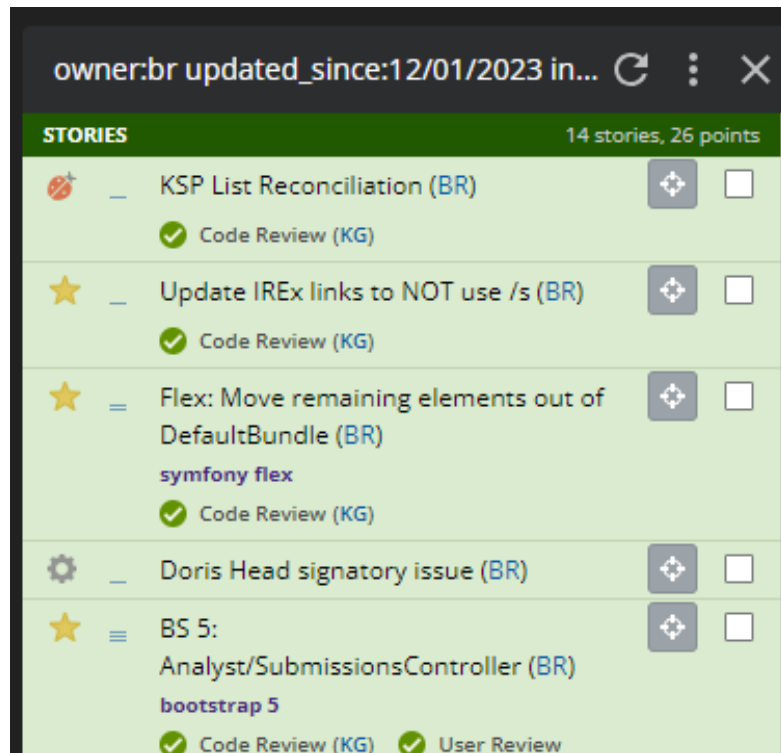 owner:br updated_since:12/01/2023 in...
STORIES 14 stories, 26 points
KSP List Reconciliation (BR)
Code Review (KG)
Update IREx links to NOT use /s (BR)
Code Review (KG)
Flex: Move remaining elements out of
DefaultBundle (BR)
symfony flex
Code Review (KG)
Doris Head signatory issue (BR)
BS 5:
Analyst/SubmissionsController (BR)
bootstrap 5
Code Review (KG) User Review